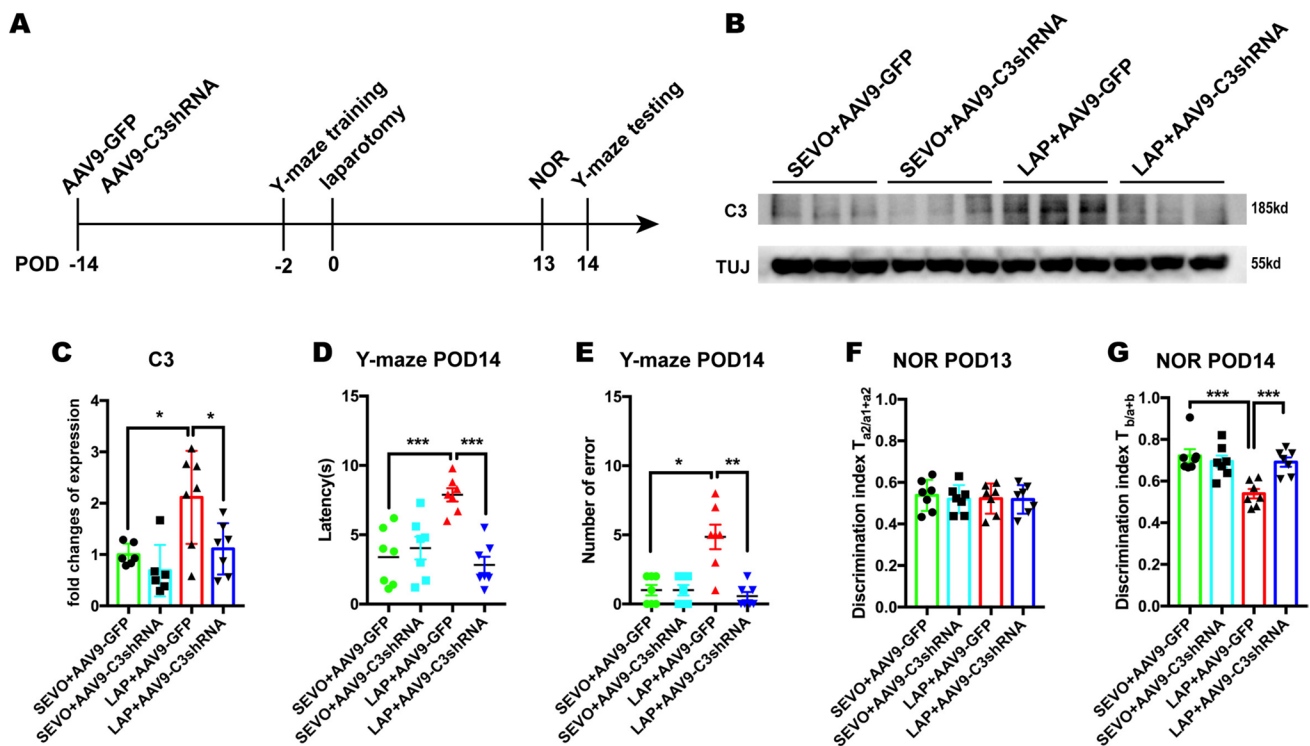 A
AAV9-GFP
AAV9-C3shRNA
Y-maze training
laparotomy
NOR
Y-maze testing
POD -14 -2 0 13 14
B
SEVO+AAV9-GFP
SEVO+AAV9-C3shRNA
LAP+AAV9-GFP
LAP+AAV9-C3shRNA
C3 185kd
TUJ 55kd
C
C3
fold changes of expression
4
3
2
1
0
* *
SEVO+AAV9-GFP
SEVO+AAV9-C3shRNA
LAP+AAV9-GFP
LAP+AAV9-C3shRNA
D
Y-maze POD14
Latency(s)
15
10
5
0
*** ***
SEVO+AAV9-GFP
SEVO+AAV9-C3shRNA
LAP+AAV9-GFP
LAP+AAV9-C3shRNA
E
Y-maze POD14
Number of error
15
10
5
0
* **
SEVO+AAV9-GFP
SEVO+AAV9-C3shRNA
LAP+AAV9-GFP
LAP+AAV9-C3shRNA
F
NOR POD13
Discrimination index Ta2/a1+a2
1.0
0.8
0.6
0.4
0.2
0.0
SEVO+AAV9-GFP
SEVO+AAV9-C3shRNA
LAP+AAV9-GFP
LAP+AAV9-C3shRNA
G
NOR POD14
Discrimination index Tb/a+b
1.0
0.8
0.6
0.4
0.2
0.0
*** ***
SEVO+AAV9-GFP
SEVO+AAV9-C3shRNA
LAP+AAV9-GFP
LAP+AAV9-C3shRNA